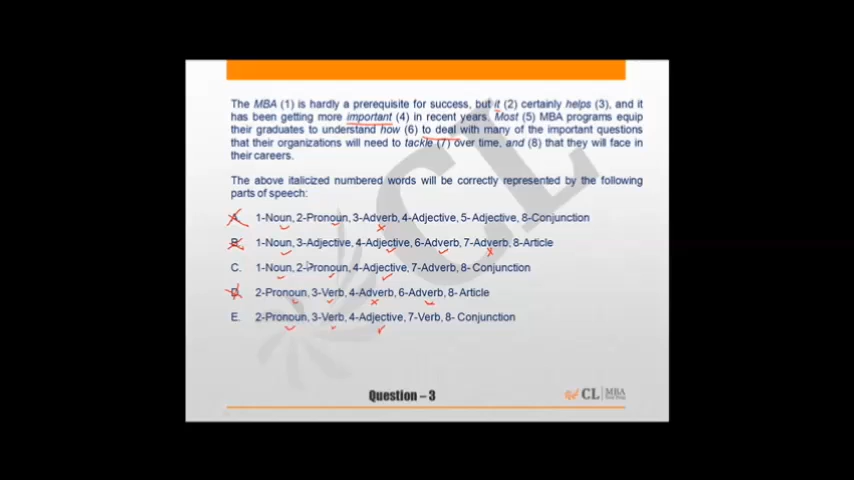 The MBA (1) is hardly a prerequisite for success, but it (2) certainly helps (3), and it
has been getting more important (4) in recent years. Most (5) MBA programs equip
their graduates to understand how (6) to deal with many of the important questions
that their organizations will need to tackle (7) over time, and (8) that they will face in
their careers.
The above italicized numbered words will be correctly represented by the following
parts of speech:
A. 1-Noun, 2-Pronoun, 3-Adverb, 4-Adjective, 5- Adjective, 8-Conjunction
B. 1-Noun, 3-Adjective, 4-Adjective, 6-Adverb, 7-Adverb, 8-Article
C. 1-Noun, 2-Pronoun, 4-Adjective, 7-Adverb, 8- Conjunction
D. 2-Pronoun, 3-Verb, 4-Adverb, 6-Adverb, 8- Article
E. 2-Pronoun, 3-Verb, 4-Adjective, 7-Verb, 8- Conjunction
Question – 3
CL MBA